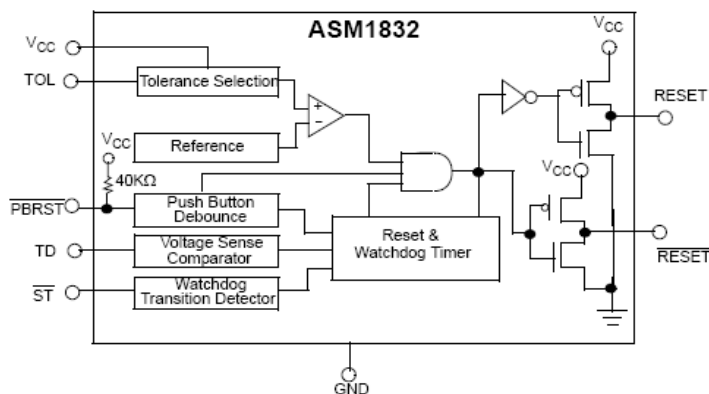 ASM1832
VCC
TOL
Tolerance Selection
+
−
Reference
VCC
40KΩ
PBRST
Push Button
Debounce
TD
Voltage Sense
Comparator
ST
Watchdog
Transition Detector
Reset &
Watchdog Timer
VCC
RESET
VCC
RESET
GND